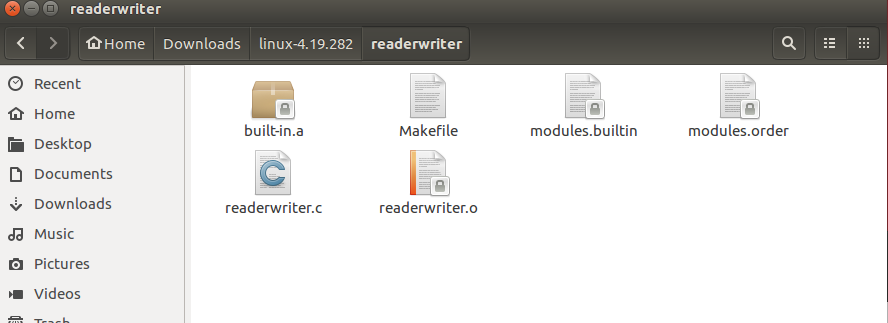 readerwriter
Home Downloads linux-4.19.282 readerwriter
Recent
Home
Desktop
Documents
Downloads
Music
Pictures
Videos
Trash
built-in.a Makefile modules.builtin modules.order
readerwriter.c readerwriter.o